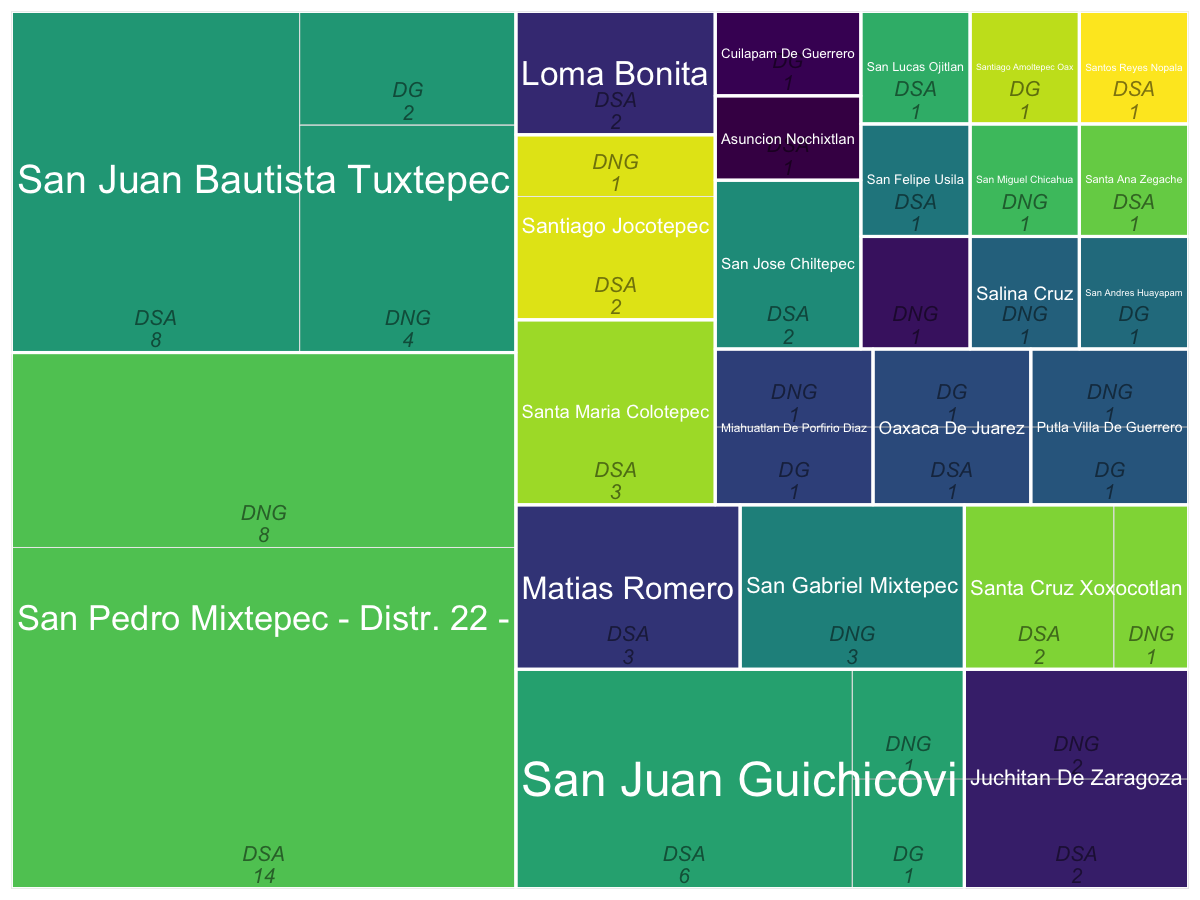 DG
2
San Juan Bautista Tuxtepec
DSA
8
DNG
4
DNG
8
San Pedro Mixtepec - Distr. 22 -
DSA
14
Loma Bonita
DSA
2
DNG
1
Santiago Jocotepec
DSA
2
Santa Maria Colotepec
DSA
3
Cuilapam De Guerrero
DG
1
Asuncion Nochixtlan
DSA
1
San Jose Chiltepec
DSA
2
San Lucas Ojitlan
DSA
1
Santiago Amoltepec Oax
DG
1
Santos Reyes Nopala
DSA
1
San Felipe Usila
DSA
1
San Miguel Chicahua
DNG
1
Santa Ana Zegache
DSA
1
DNG
1
Salina Cruz
DNG
1
San Andres Huayapam
DG
1
DNG
1
Miahuatlan De Porfirio Diaz
DG
1
DG
1
Oaxaca De Juarez
DSA
1
DNG
1
Putla Villa De Guerrero
DG
1
Matias Romero
DSA
3
San Gabriel Mixtepec
DNG
3
Santa Cruz Xoxocotlan
DSA
2
DNG
1
DNG
1
San Juan Guichicovi
DSA
6
DG
1
DNG
2
Juchitan De Zaragoza
DSA
2